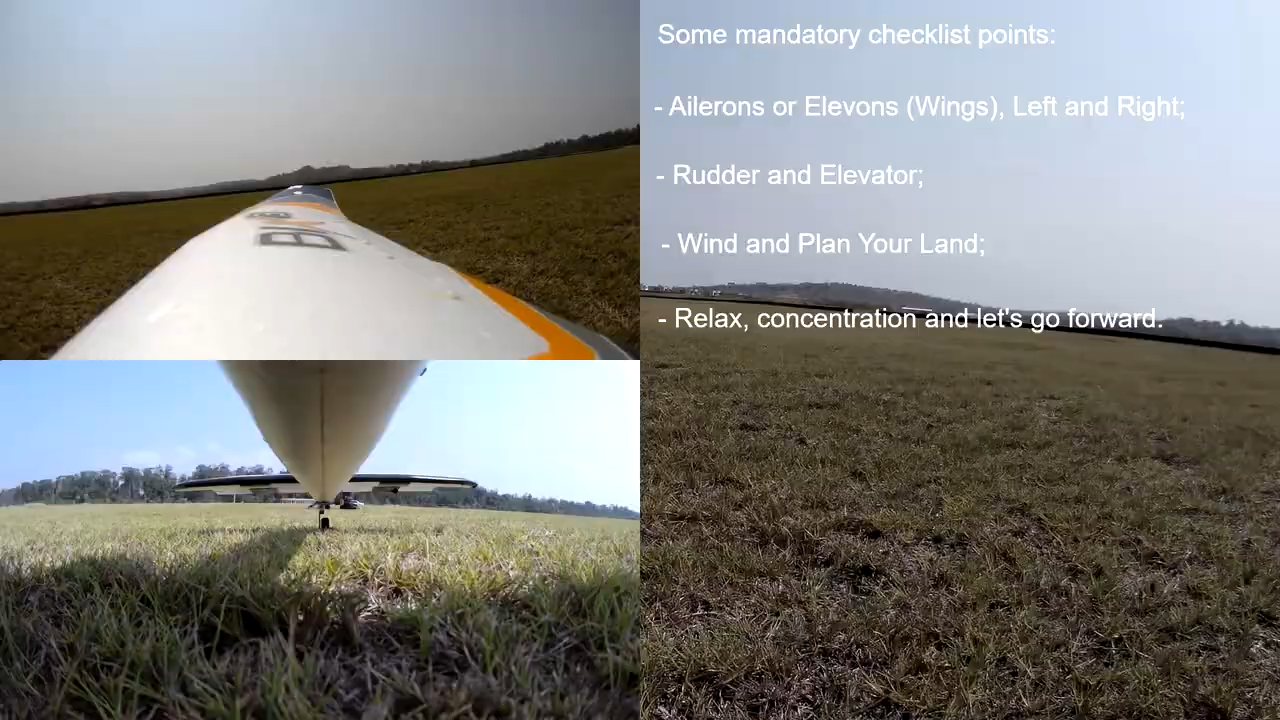 Some mandatory checklist points:
- Ailerons or Elevons (Wings), Left and Right;
- Rudder and Elevator;
- Wind and Plan Your Land;
- Relax, concentration and let's go forward.